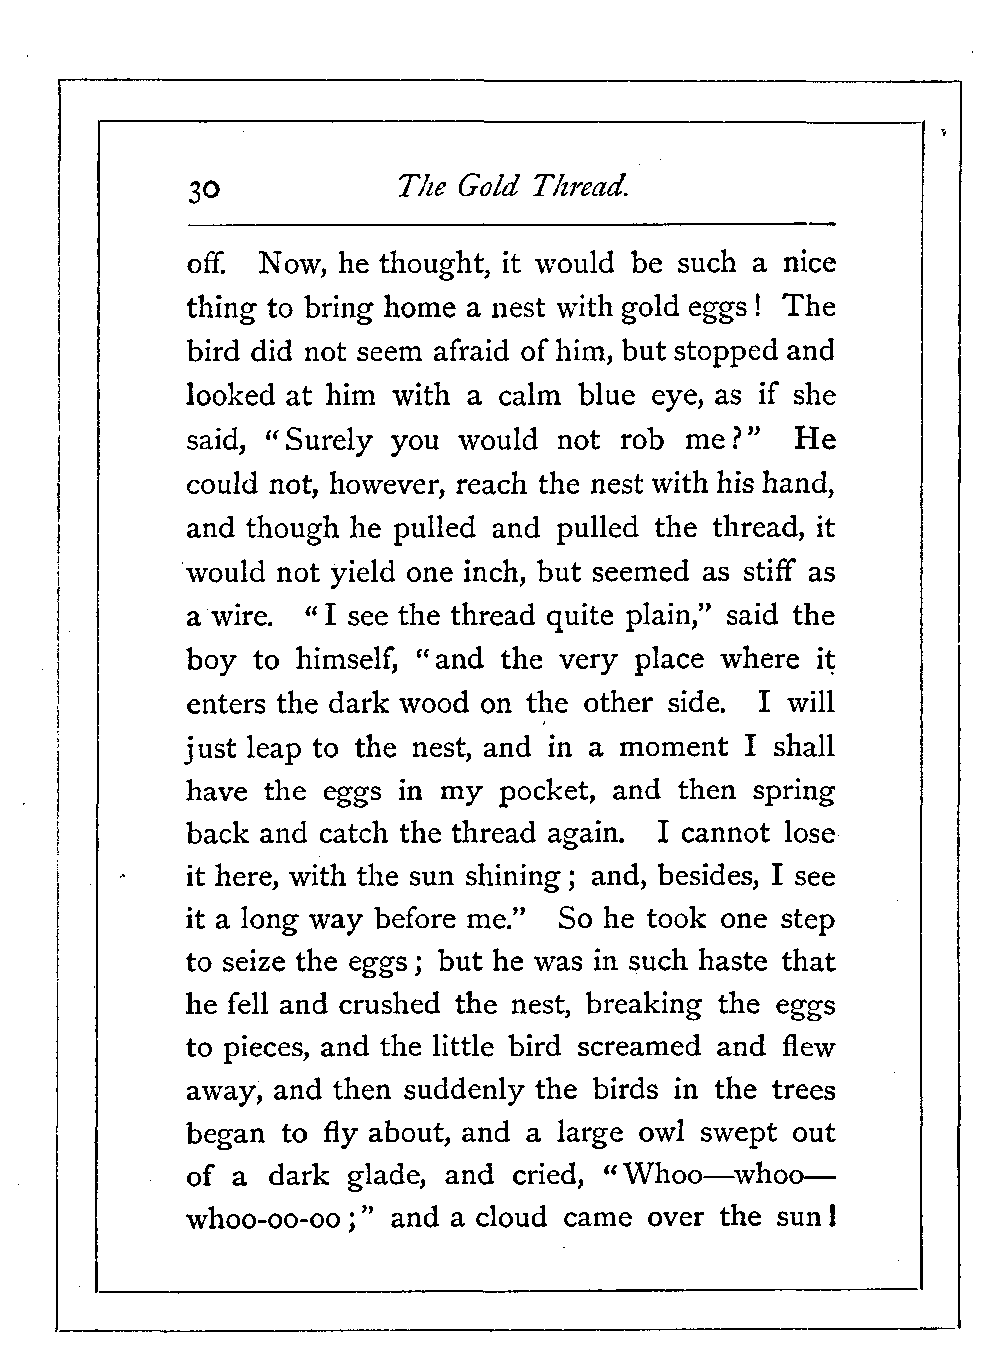 30 The Gold Thread.
off. Now, he thought, it would be such a nice
thing to bring home a nest with gold eggs! The
bird did not seem afraid of him, but stopped and
looked at him with a calm blue eye, as if she
said, “Surely you would not rob me?” He
could not, however, reach the nest with his hand,
and though he pulled and pulled the thread, it
would not yield one inch, but seemed as stiff as
a wire. “I see the thread quite plain,” said the
boy to himself, “and the very place where it
enters the dark wood on the other side. I will
just leap to the nest, and in a moment I shall
have the eggs in my pocket, and then spring
back and catch the thread again. I cannot lose
it here, with the sun shining; and, besides, I see
it a long way before me.” So he took one step
to seize the eggs; but he was in such haste that
he fell and crushed the nest, breaking the eggs
to pieces, and the little bird screamed and flew
away, and then suddenly the birds in the trees
began to fly about, and a large owl swept out
of a dark glade, and cried, “Whoo—whoo—
whoo-oo-oo;” and a cloud came over the sun!